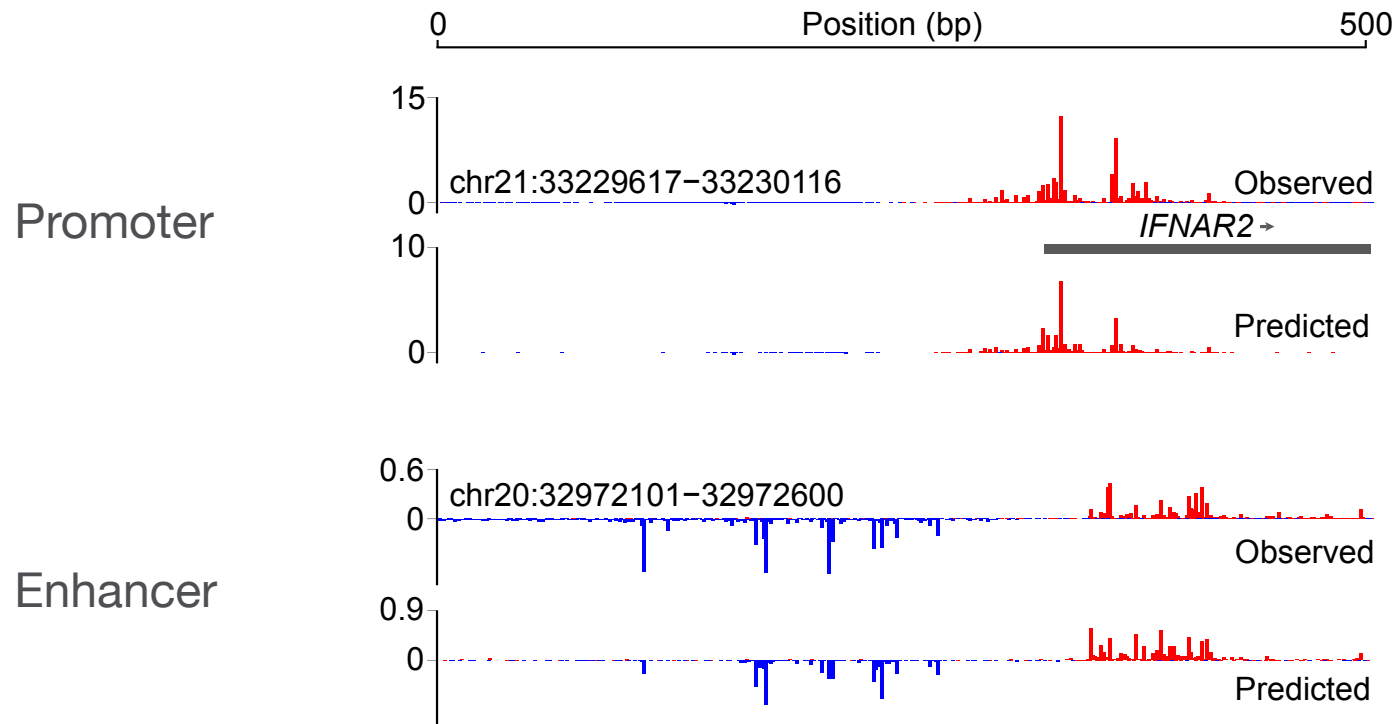 0 Position (bp) 500
15
chr21:33229617−33230116 Observed
0
Promoter
IFNAR2
10
Predicted
0
0.6
chr20:32972101−32972600
0
Observed
Enhancer
0.9
0
Predicted